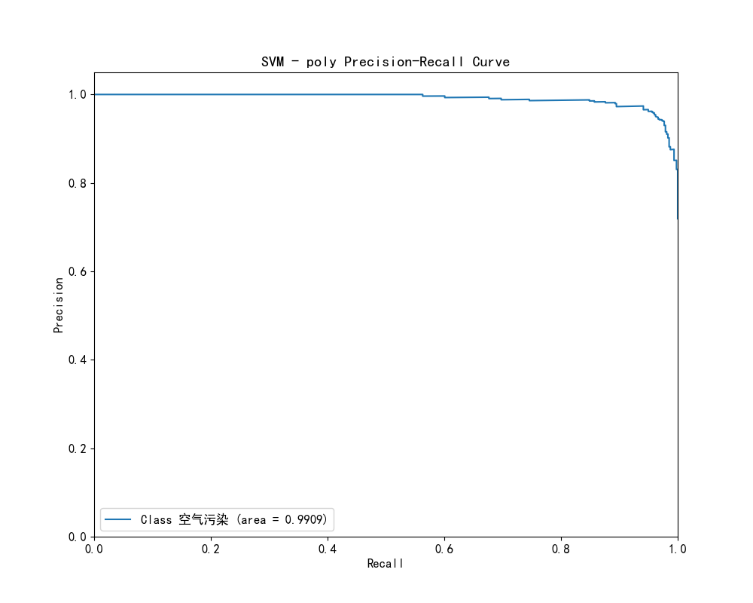 SVM - poly Precision-Recall Curve
1.0
0.8
0.6
0.4
0.2
0.0
Precision
Class 空气污染 (area = 0.9909)
0.0 0.2 0.4 0.6 0.8 1.0
Recall